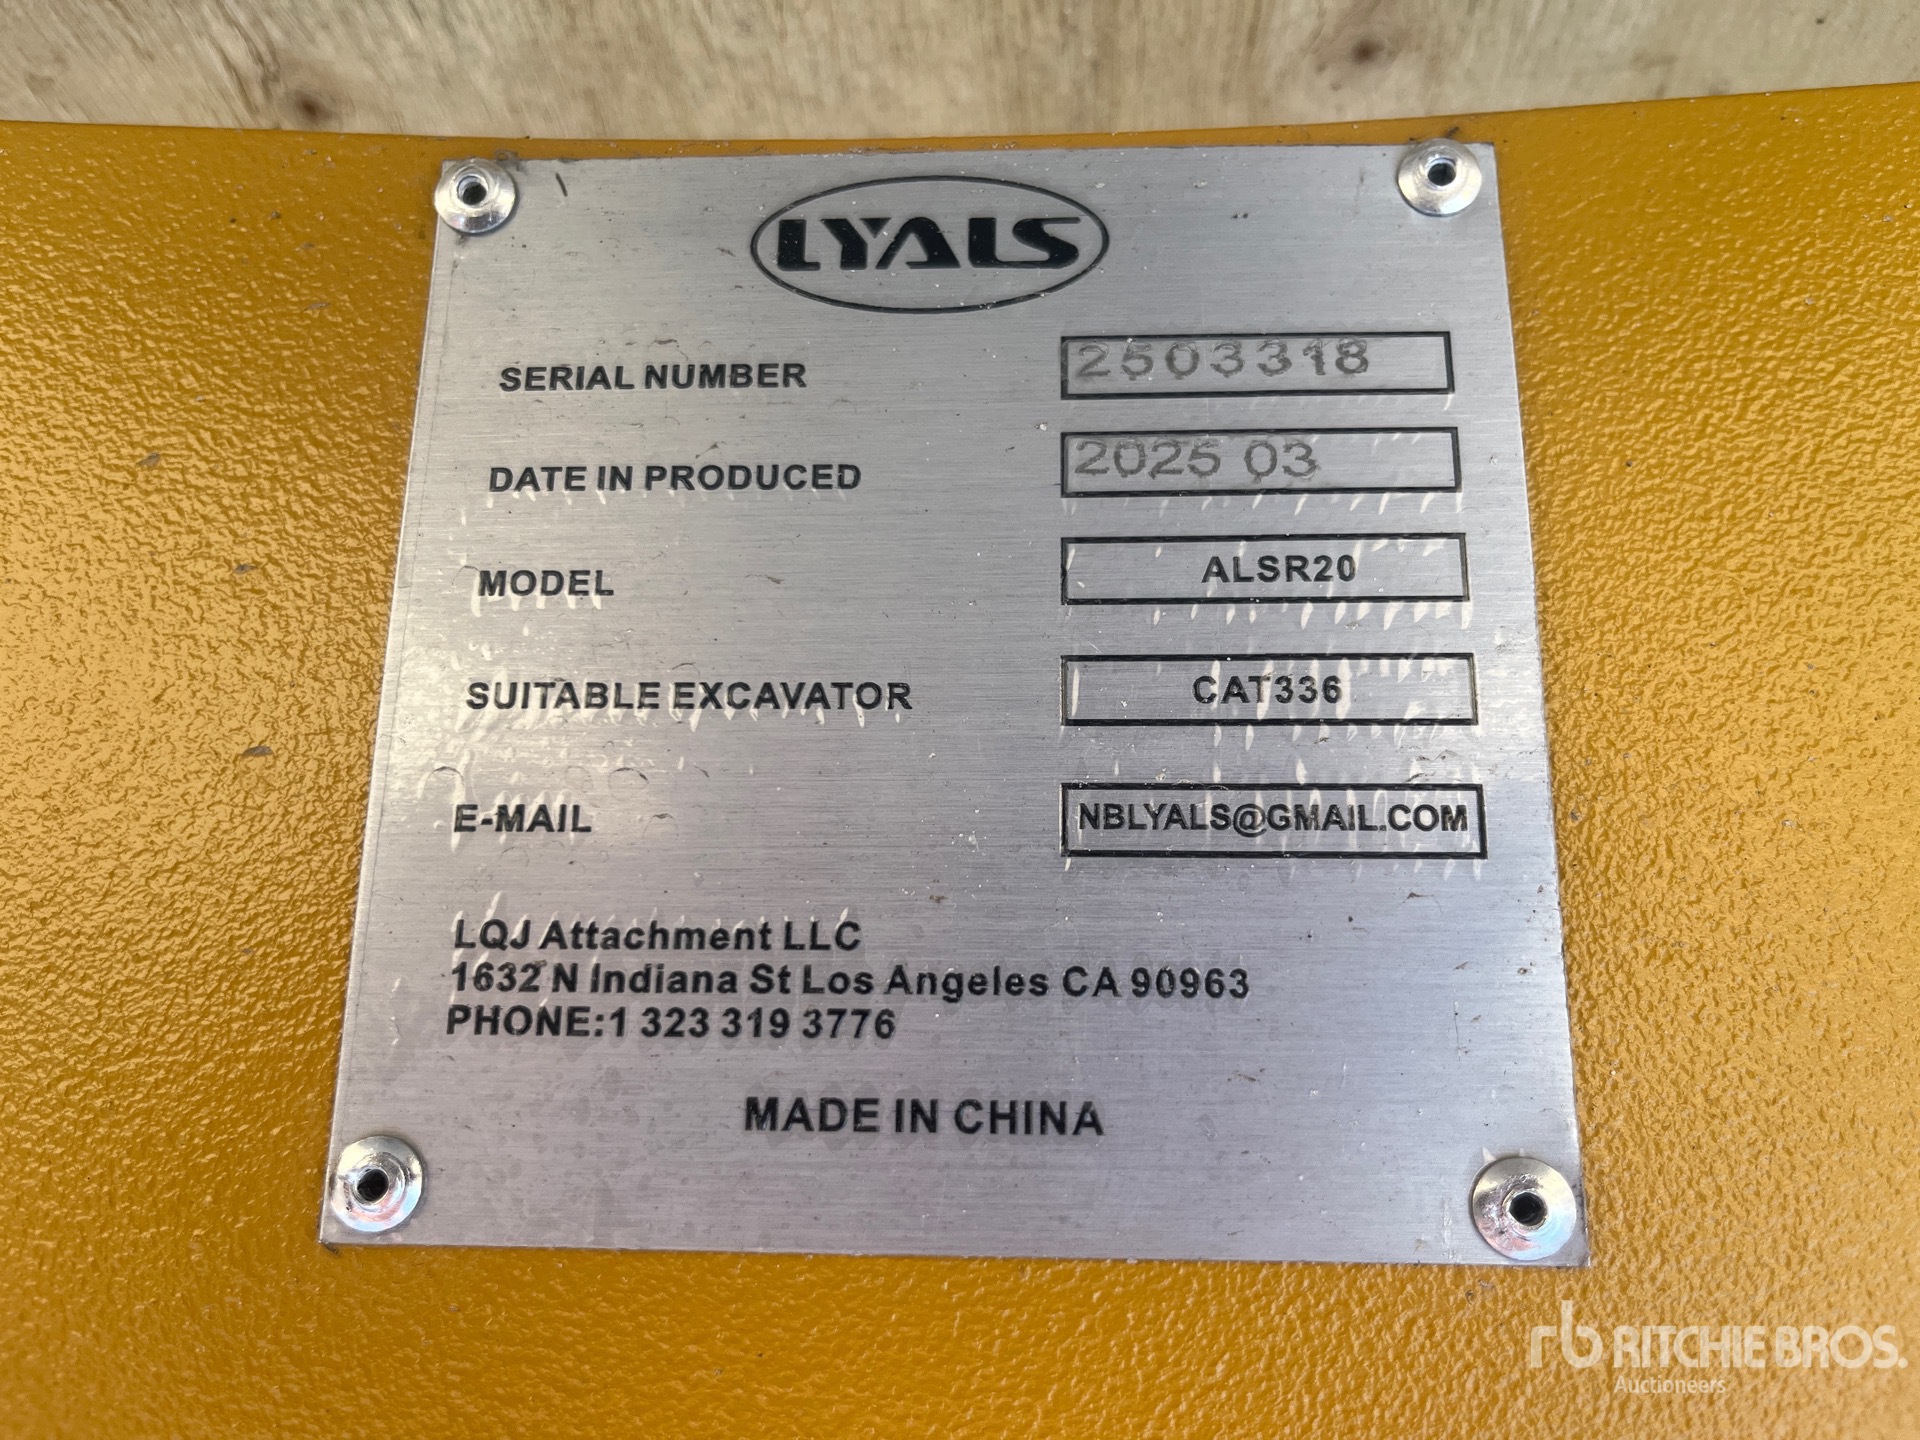 LYALS
SERIAL NUMBER 2503318
DATE IN PRODUCED 2025 03
MODEL ALSR20
SUITABLE EXCAVATOR CAT336
E-MAIL NBLYALS@GMAIL.COM
LQJ Attachment LLC
1632 N Indiana St Los Angeles CA 90963
PHONE:1 323 319 3776
MADE IN CHINA
rb RITCHIE BROS.
Auctioneers